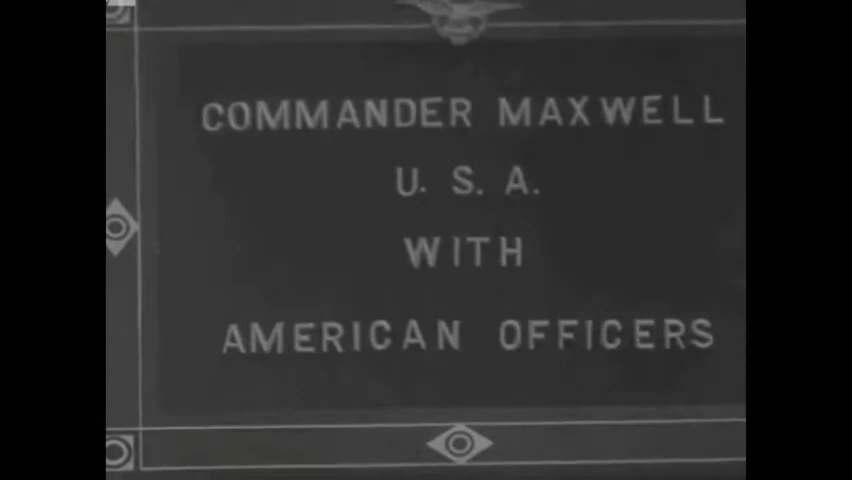 COMMANDER MAXWELL
U. S. A.
WITH
AMERICAN OFFICERS